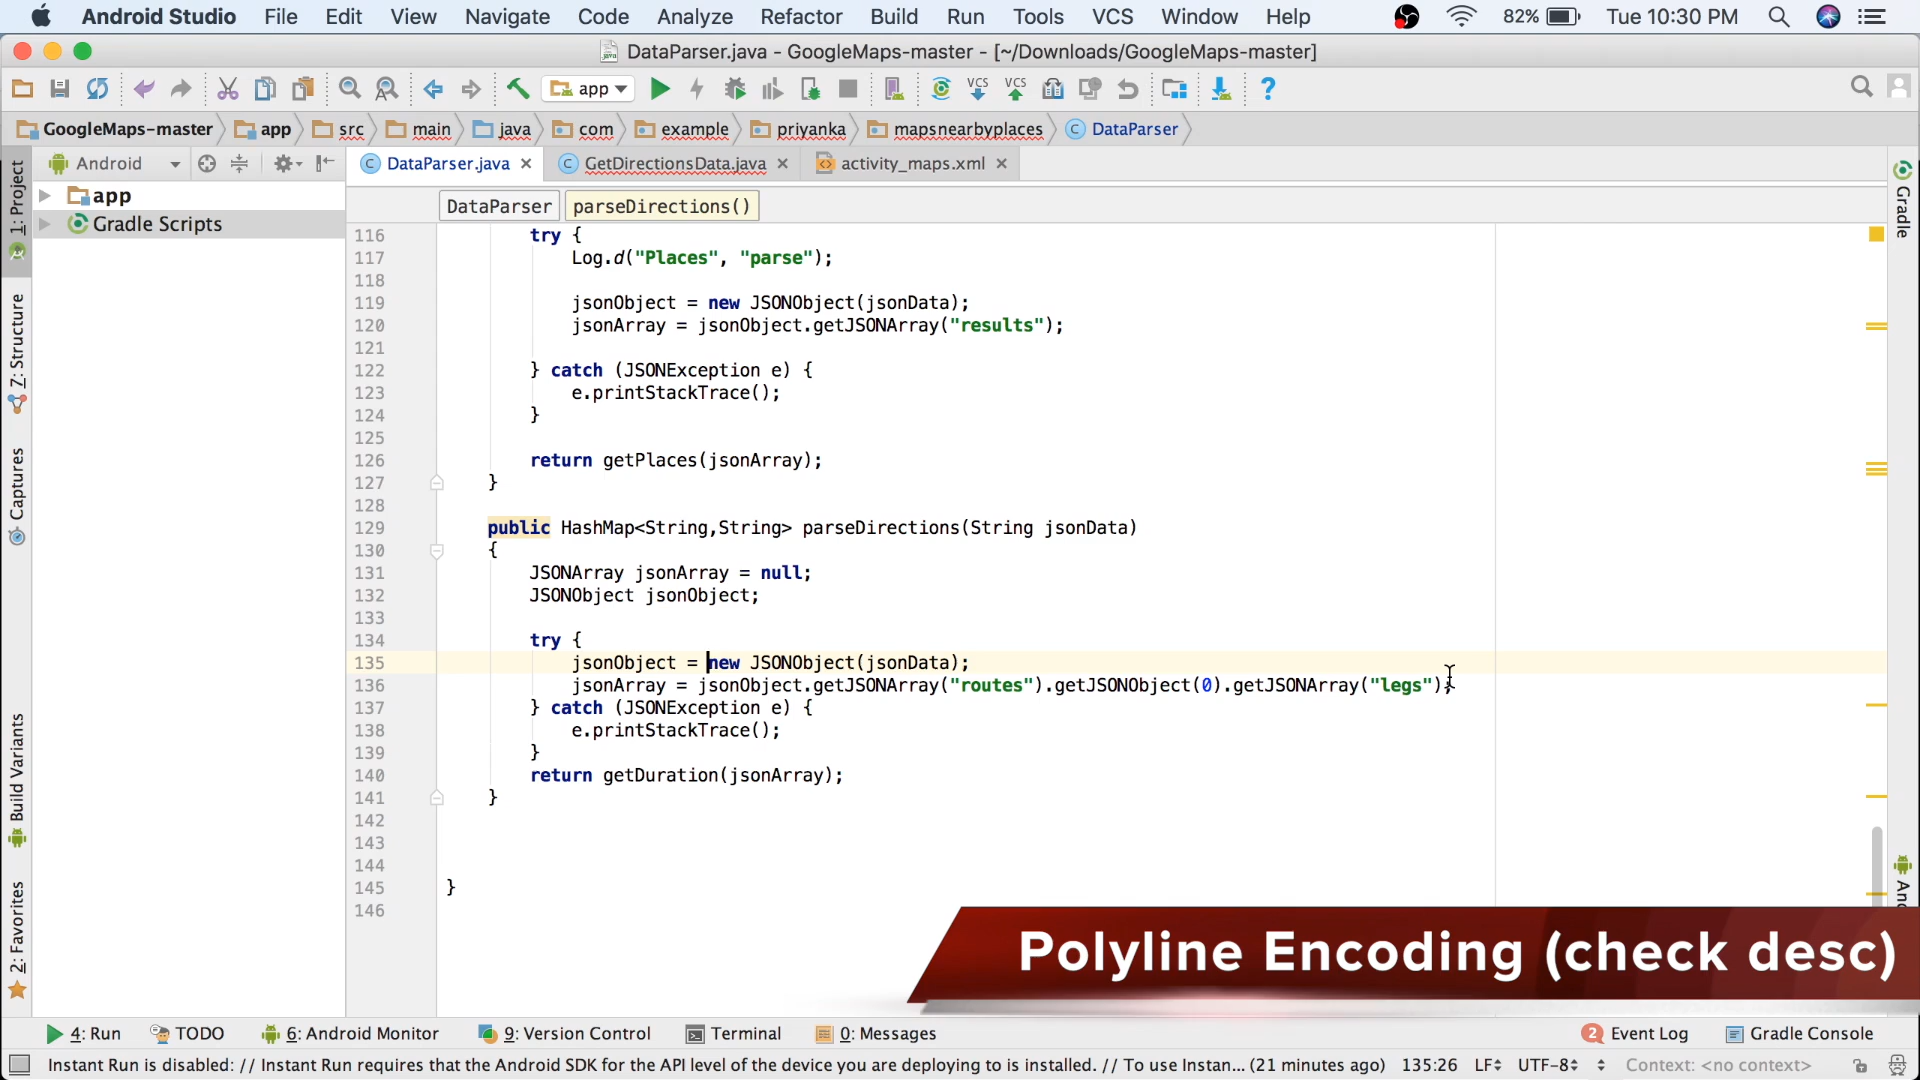 Android Studio File Edit View Navigate Code Analyze Refactor Build Run Tools VCS Window Help 82% Tue 10:30 PM
DataParser.java - GoogleMaps-master - [~/Downloads/GoogleMaps-master]
app VCS VCS ?
GoogleMaps-master app src main java com example priyanka mapsnearbyplaces DataParser
Android DataParser.java GetDirectionsData.java activity_maps.xml
app
Gradle Scripts
1: Project
Z: Structure
Captures
Build Variants
2: Favorites
DataParser parseDirections()
116 try {
117 Log.d("Places", "parse");
118
119 jsonObject = new JSONObject(jsonData);
120 jsonArray = jsonObject.getJSONArray("results");
121
122 } catch (JSONException e) {
123 e.printStackTrace();
124 }
125
126 return getPlaces(jsonArray);
127 }
128
129 public HashMap<String,String> parseDirections(String jsonData)
130 {
131 JSONArray jsonArray = null;
132 JSONObject jsonObject;
133
134 try {
135 jsonObject = new JSONObject(jsonData);
136 jsonArray = jsonObject.getJSONArray("routes").getJSONObject(0).getJSONArray("legs");
137 } catch (JSONException e) {
138 e.printStackTrace();
139 }
140 return getDuration(jsonArray);
141 }
142
143
144
145 }
146
Gradle
Polyline Encoding (check desc)
4: Run TODO 6: Android Monitor 9: Version Control Terminal 0: Messages 2 Event Log Gradle Console
Instant Run is disabled: // Instant Run requires that the Android SDK for the API level of the device you are deploying to is installed. // To use Instan... (21 minutes ago) 135:26 LF UTF-8 Context: <no context>